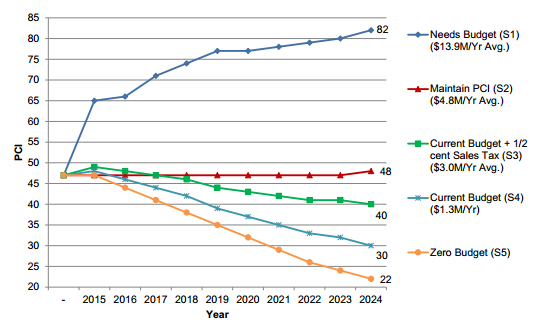 85
80
75
70
65
60
55
50
45
40
35
30
25
20
PCI
- 2015 2016 2017 2018 2019 2020 2021 2022 2023 2024
Year
82
48
40
30
22
Needs Budget (S1)
($13.9M/Yr Avg.)
Maintain PCI (S2)
($4.8M/Yr Avg.)
Current Budget + 1/2
cent Sales Tax (S3)
($3.0M/Yr Avg.)
Current Budget (S4)
($1.3M/Yr)
Zero Budget (S5)